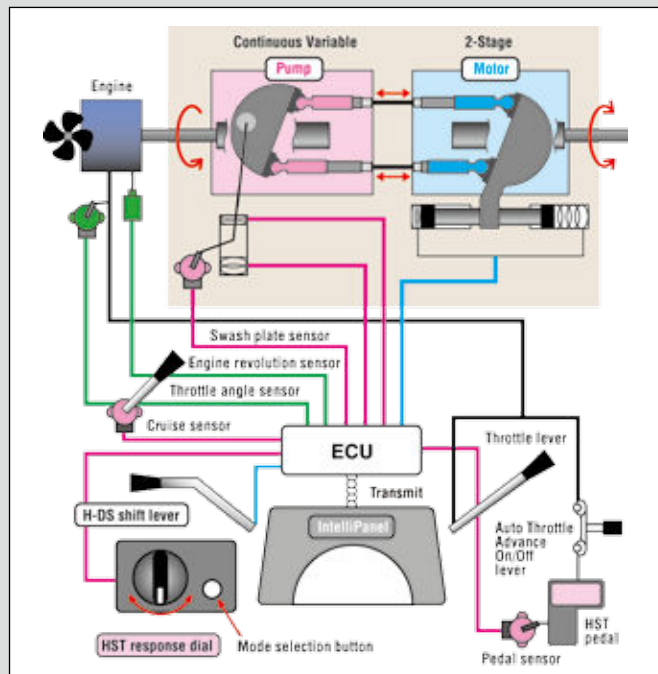 Continuous Variable
2-Stage
Pump
Motor
Engine
Swash plate sensor
Engine revolution sensor
Throttle angle sensor
Cruise sensor
ECU
Throttle lever
Transmit
H-DS shift lever
IntelliPanel
Auto Throttle
Advance
On/Off
lever
HST
pedal
HST response dial
Mode selection button
Pedal sensor